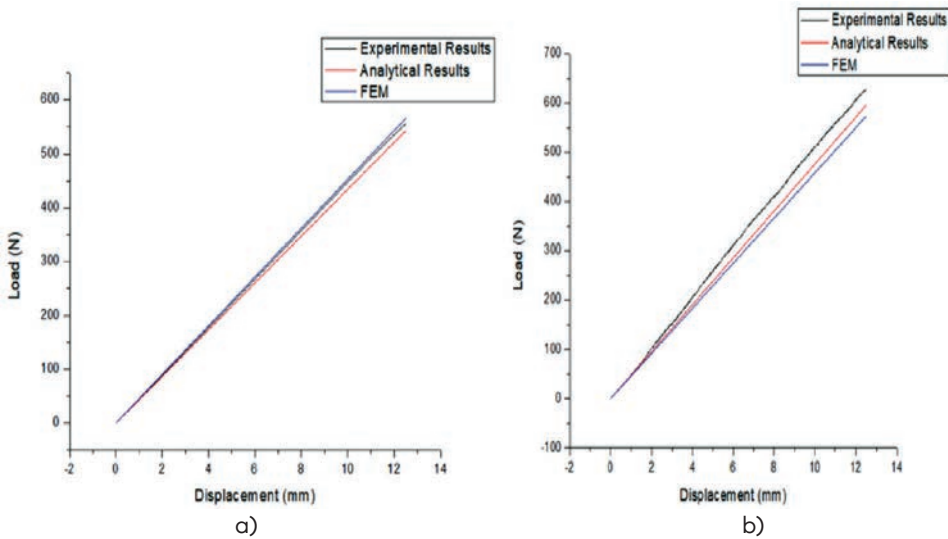 Experimental Results
Analytical Results
FEM
600
500
400
300
200
100
0
-2 0 2 4 6 8 10 12 14
Load (N)
Displacement (mm)
a)
Experimental Results
Analytical Results
FEM
700
600
500
400
300
200
100
0
-100
-2 0 2 4 6 8 10 12 14
Load (N)
Displacement (mm)
b)